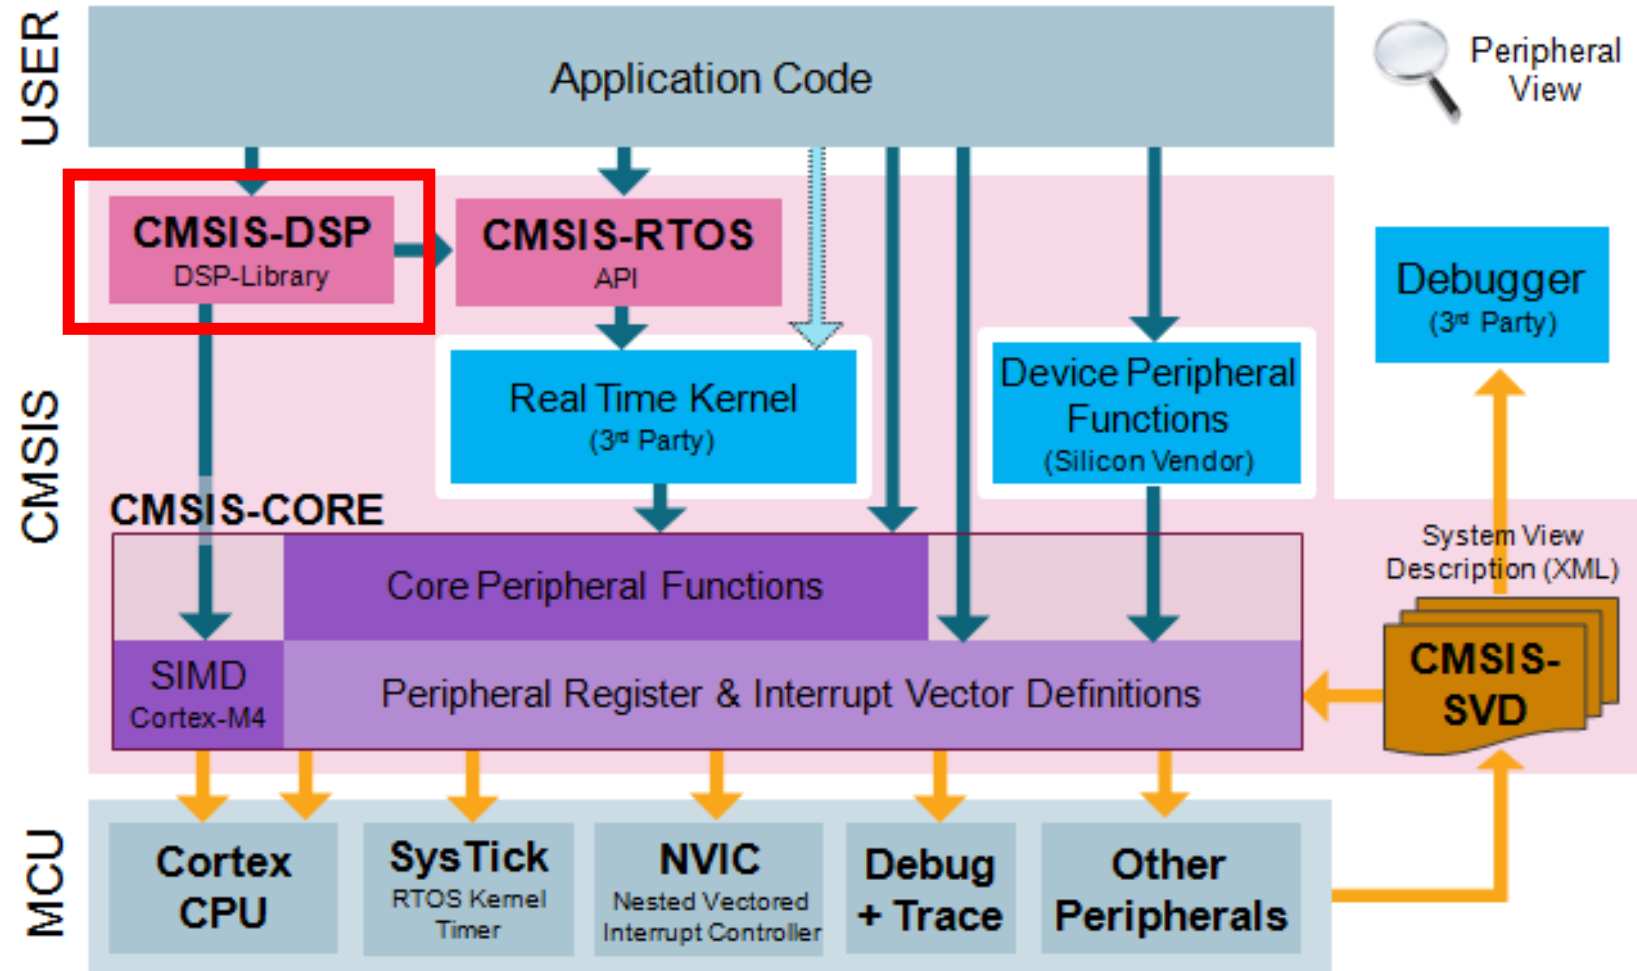 USER
Application Code
Peripheral
View
CMSIS
CMSIS-DSP
DSP-Library
CMSIS-RTOS
API
Real Time Kernel
(3rd Party)
Device Peripheral
Functions
(Silicon Vendor)
Debugger
(3rd Party)
CMSIS-CORE
Core Peripheral Functions
SIMD
Cortex-M4
Peripheral Register & Interrupt Vector Definitions
System View
Description (XML)
CMSIS-
SVD
MCU
Cortex
CPU
SysTick
RTOS Kernel
Timer
NVIC
Nested Vectored
Interrupt Controller
Debug
+ Trace
Other
Peripherals